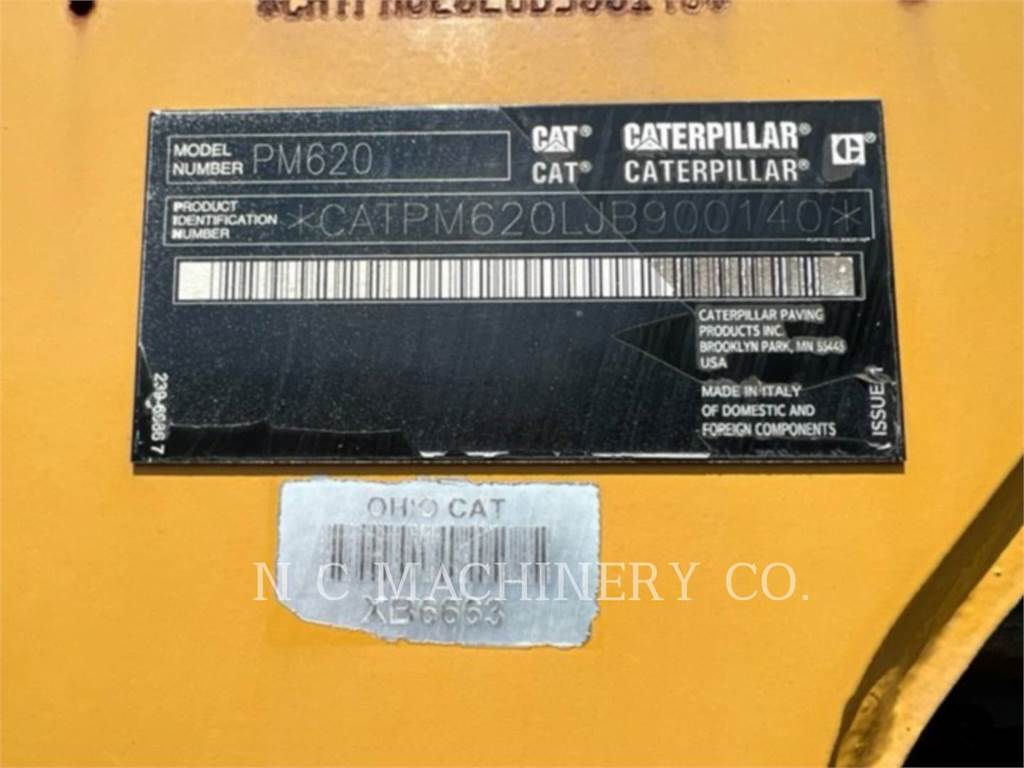 MODEL NUMBER PM620
CAT® CATERPILLAR®
CAT® CATERPILLAR®
PRODUCT IDENTIFICATION NUMBER *CATPM620LJB900140*
CATERPILLAR PAVING
PRODUCTS INC.
BROOKLYN PARK, MN 55445
USA
MADE IN ITALY
OF DOMESTIC AND
FOREIGN COMPONENTS
ISSUE 1
OHIO CAT
N C MACHINERY CO.
XB6663